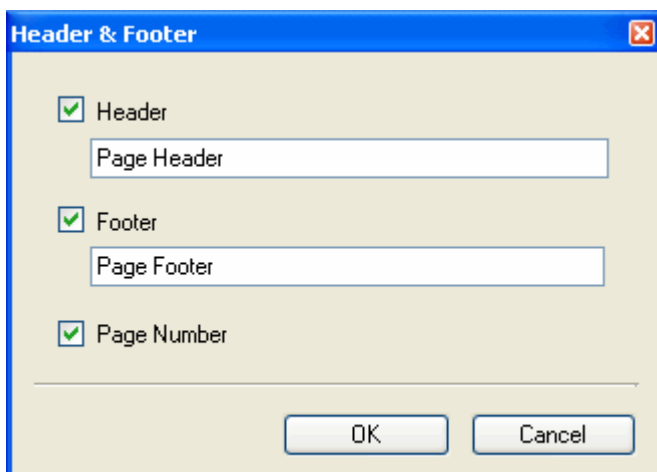 Header & Footer
Header
Page Header
Footer
Page Footer
Page Number
OK Cancel